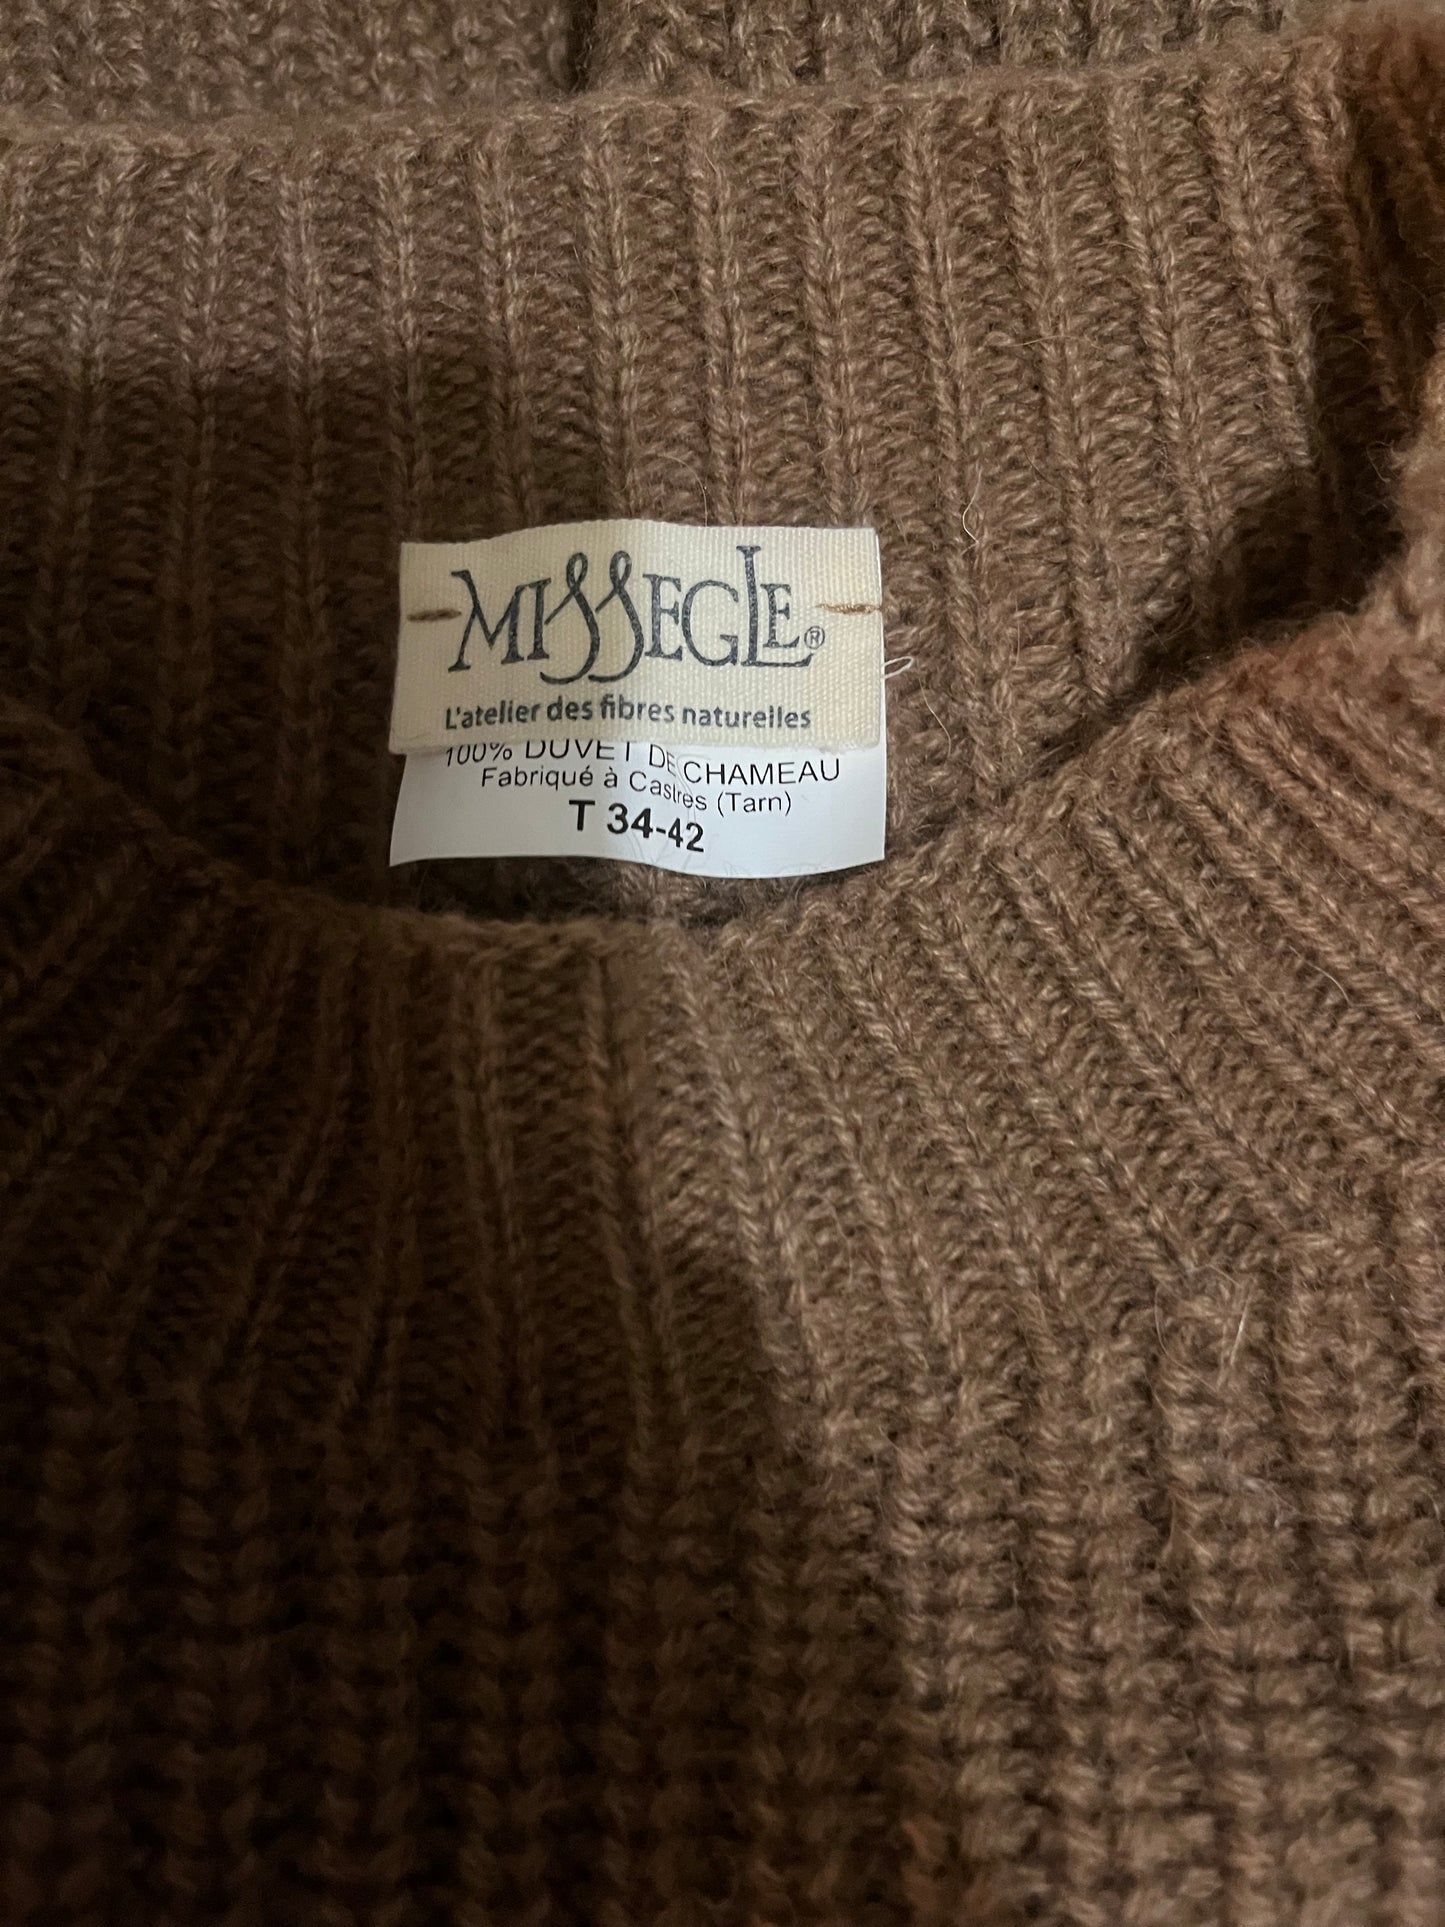 MISSEGLE®
L'atelier des fibres naturelles
100% DUVET DE CHAMEAU
Fabriqué à Castres (Tarn)
T 34-42